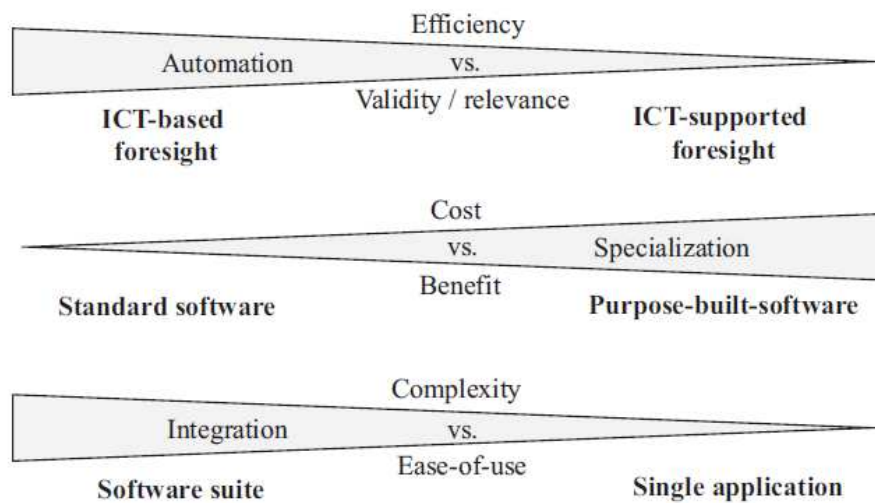 Efficiency
Automation vs.
Validity / relevance
ICT-based
foresight
ICT-supported
foresight
Cost
vs. Specialization
Benefit
Standard software
Purpose-built-software
Complexity
Integration vs.
Ease-of-use
Software suite
Single application